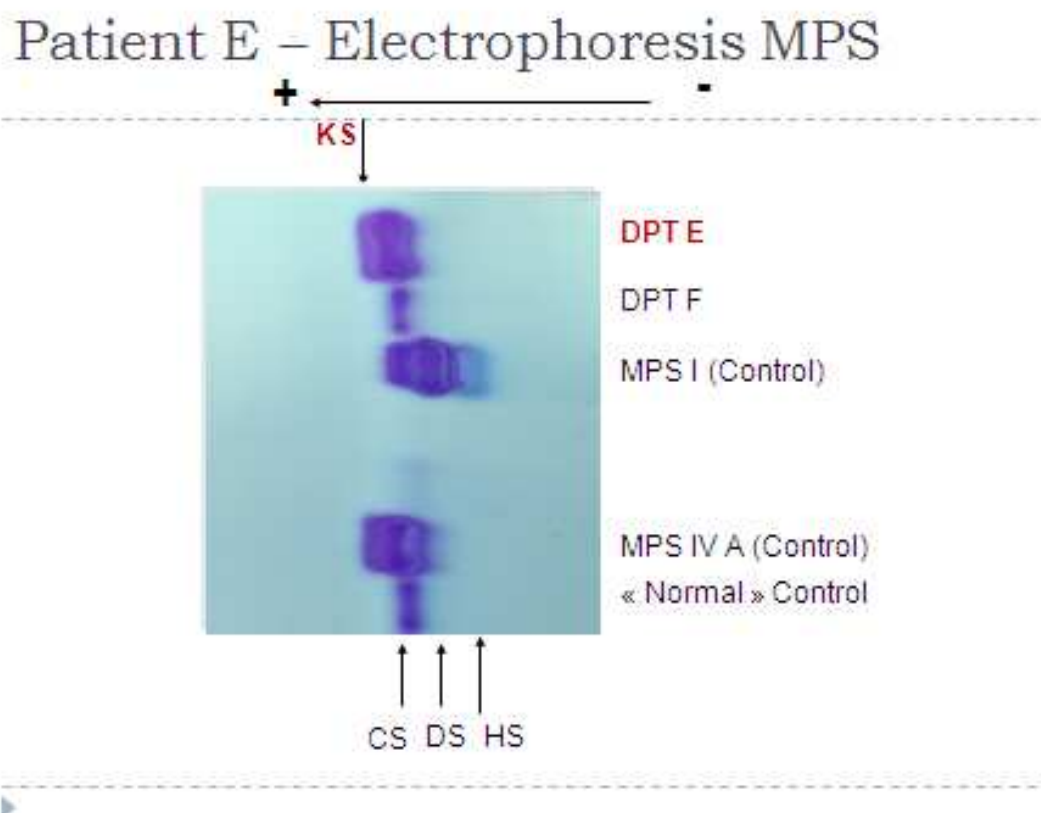 Patient E – Electrophoresis MPS
+ -
KS
DPT E
DPT F
MPS I (Control)
MPS IV A (Control)
« Normal » Control
CS DS HS